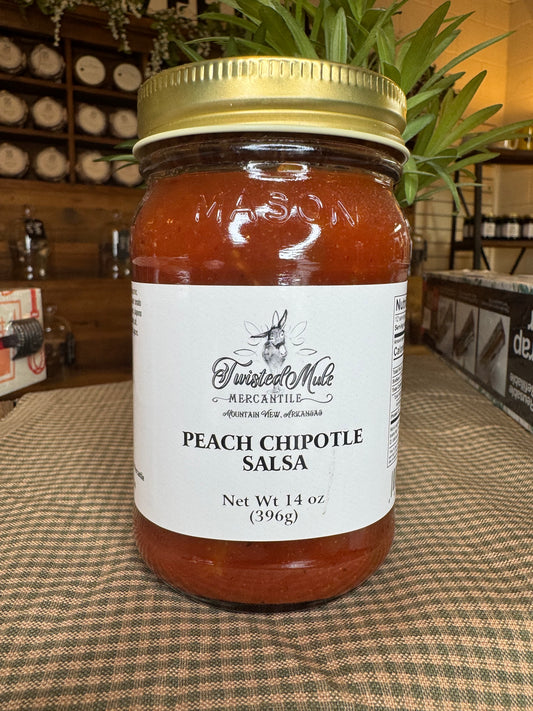 MASON
Twisted Mule
MERCANTILE
Mountain View, Arkansas
PEACH CHIPOTLE
SALSA
Net Wt 14 oz
(396g)